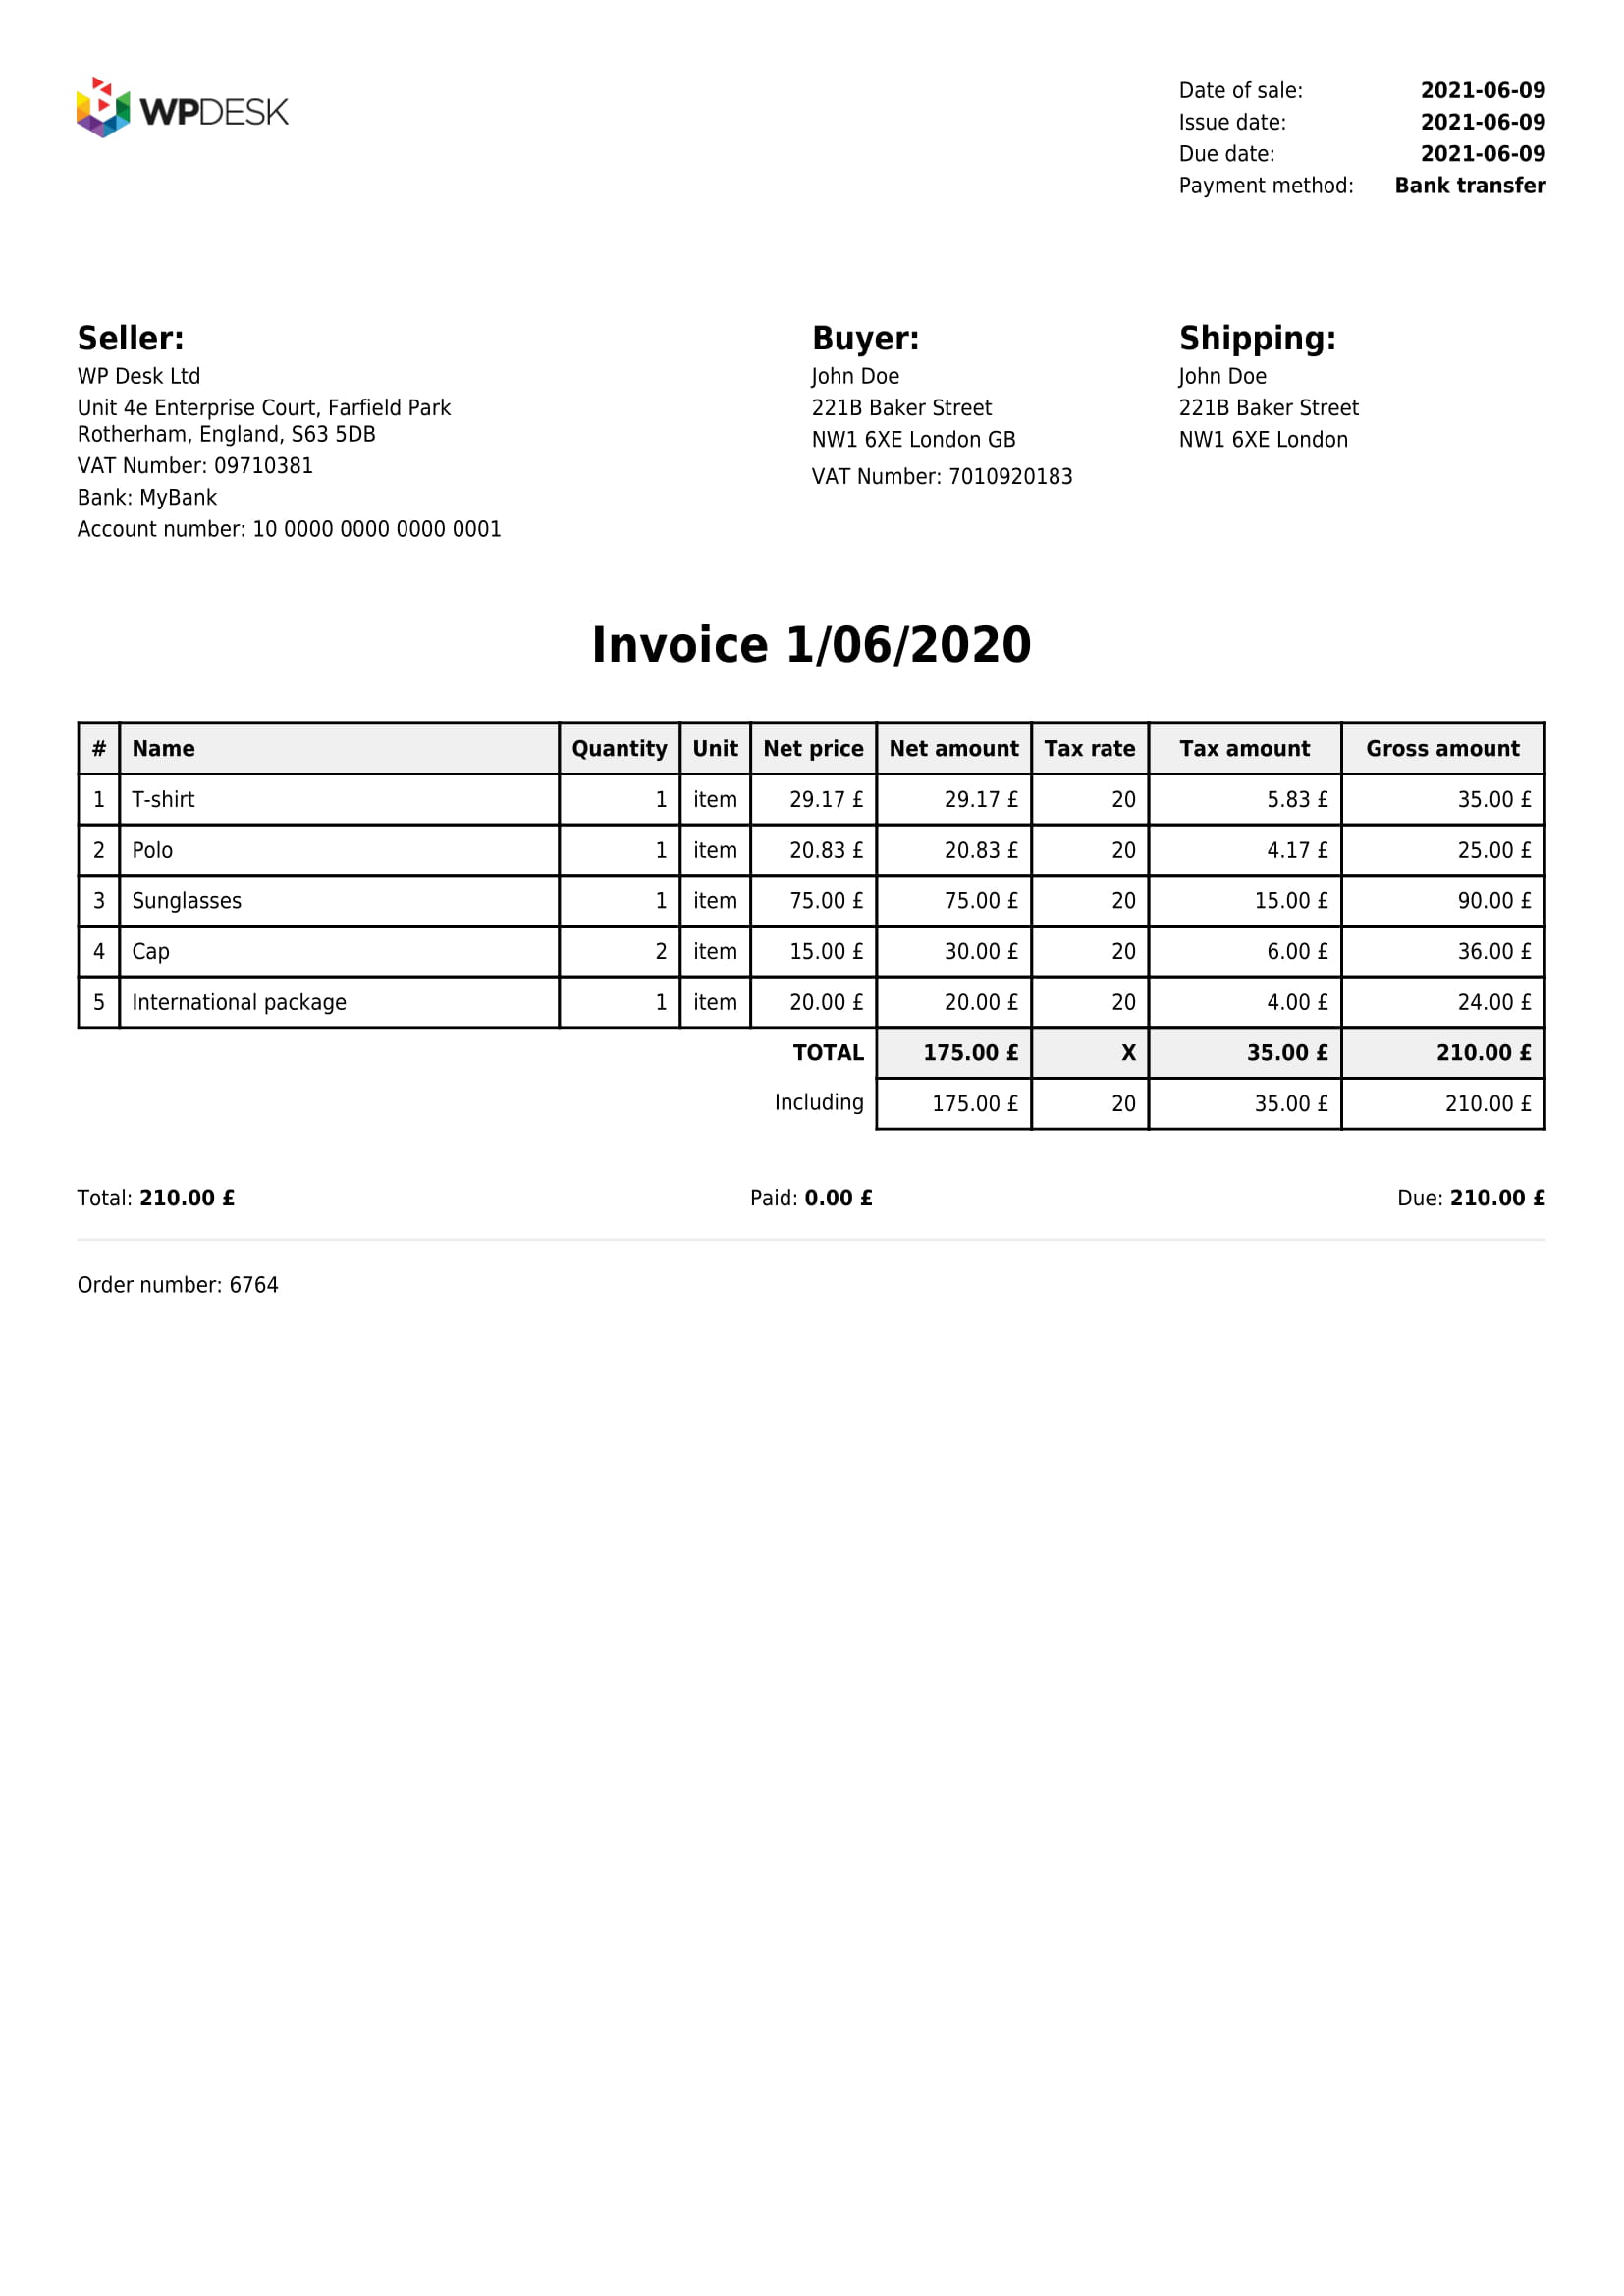 WPDESK
Date of sale: 2021-06-09
Issue date: 2021-06-09
Due date: 2021-06-09
Payment method: Bank transfer
Seller:
WP Desk Ltd
Unit 4e Enterprise Court, Farfield Park
Rotherham, England, S63 5DB
VAT Number: 09710381
Bank: MyBank
Account number: 10 0000 0000 0000 0001
Buyer:
John Doe
221B Baker Street
NW1 6XE London GB
VAT Number: 7010920183
Shipping:
John Doe
221B Baker Street
NW1 6XE London
Invoice 1/06/2020
# Name Quantity Unit Net price Net amount Tax rate Tax amount Gross amount
1 T-shirt 1 item 29.17 £ 29.17 £ 20 5.83 £ 35.00 £
2 Polo 1 item 20.83 £ 20.83 £ 20 4.17 £ 25.00 £
3 Sunglasses 1 item 75.00 £ 75.00 £ 20 15.00 £ 90.00 £
4 Cap 2 item 15.00 £ 30.00 £ 20 6.00 £ 36.00 £
5 International package 1 item 20.00 £ 20.00 £ 20 4.00 £ 24.00 £
TOTAL 175.00 £ X 35.00 £ 210.00 £
Including 175.00 £ 20 35.00 £ 210.00 £
Total: 210.00 £ Paid: 0.00 £ Due: 210.00 £
Order number: 6764